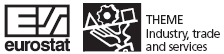 eurostat
THEME
Industry, trade
and services